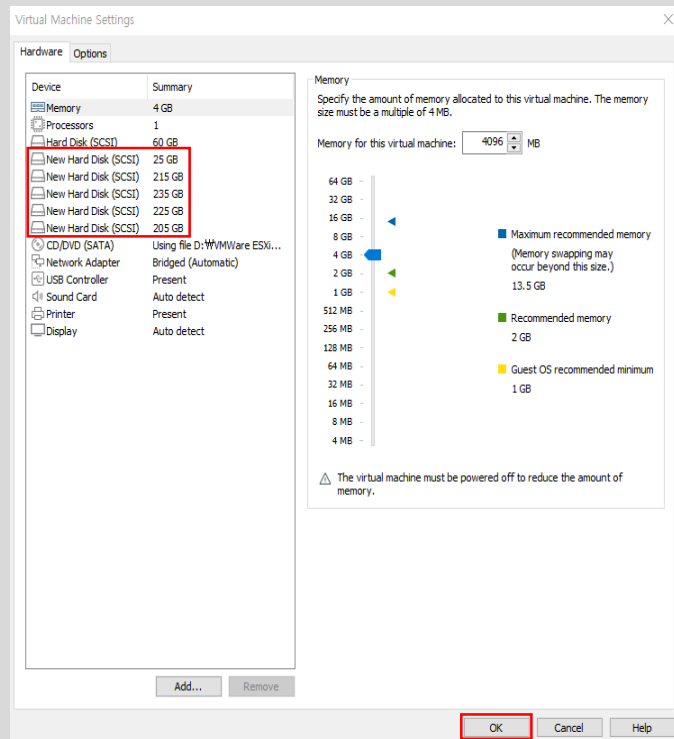 Virtual Machine Settings
Hardware Options
Device Summary
Memory 4 GB
Processors 1
Hard Disk (SCSI) 60 GB
New Hard Disk (SCSI) 25 GB
New Hard Disk (SCSI) 215 GB
New Hard Disk (SCSI) 235 GB
New Hard Disk (SCSI) 225 GB
New Hard Disk (SCSI) 205 GB
CD/DVD (SATA) Using file D:₩VMWare ESXi...
Network Adapter Bridged (Automatic)
USB Controller Present
Sound Card Auto detect
Printer Present
Display Auto detect
Add... Remove
Memory
Specify the amount of memory allocated to this virtual machine. The memory
size must be a multiple of 4 MB.
Memory for this virtual machine: 4096 MB
64 GB
32 GB
16 GB
8 GB
4 GB
2 GB
1 GB
512 MB
256 MB
128 MB
64 MB
32 MB
16 MB
8 MB
4 MB
Maximum recommended memory
(Memory swapping may
occur beyond this size.)
13.5 GB
Recommended memory
2 GB
Guest OS recommended minimum
1 GB
The virtual machine must be powered off to reduce the amount of
memory.
OK Cancel Help